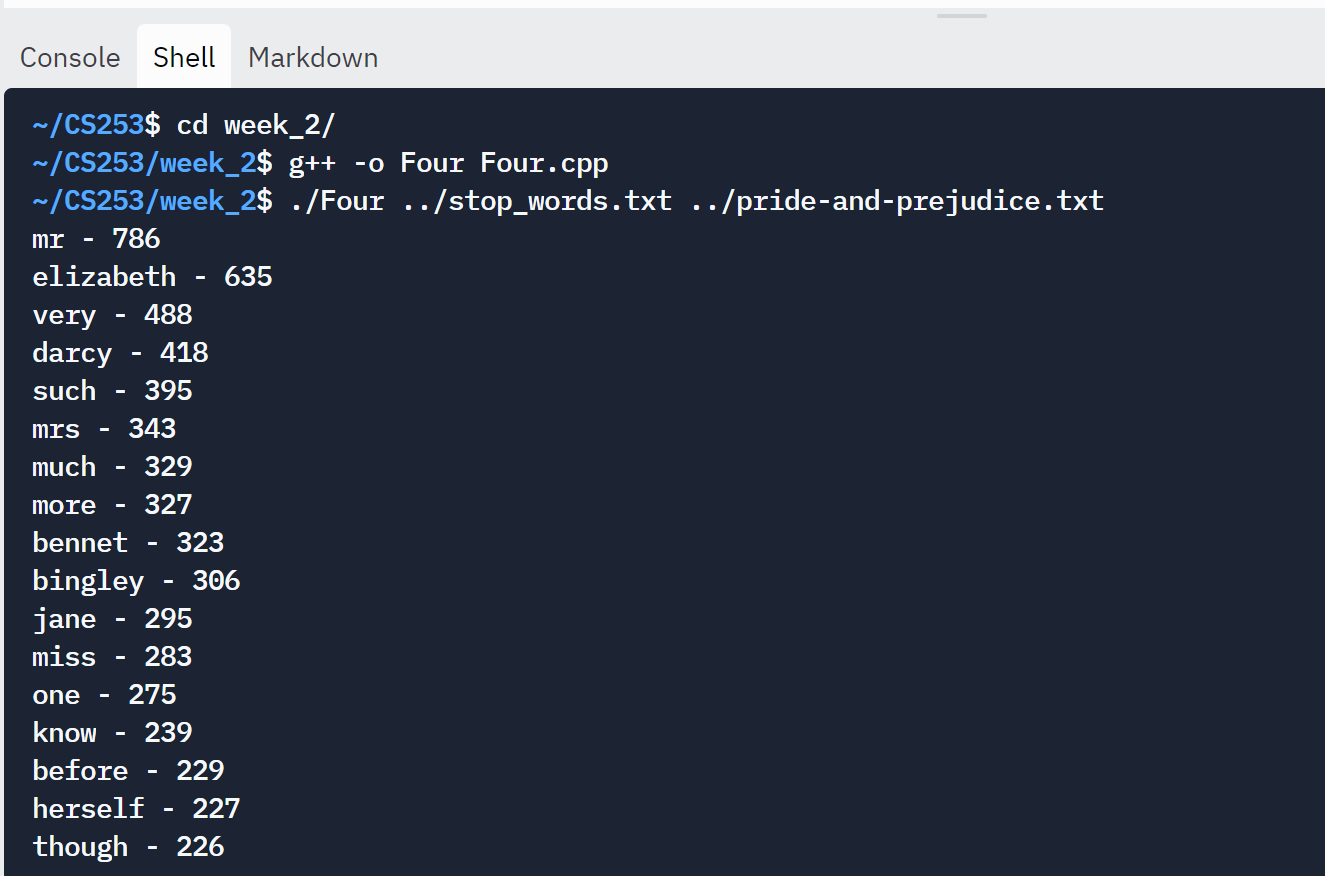 Console Shell Markdown
~/CS253$ cd week_2/
~/CS253/week_2$ g++ -o Four Four.cpp
~/CS253/week_2$ ./Four ../stop_words.txt ../pride-and-prejudice.txt
mr - 786
elizabeth - 635
very - 488
darcy - 418
such - 395
mrs - 343
much - 329
more - 327
bennet - 323
bingley - 306
jane - 295
miss - 283
one - 275
know - 239
before - 229
herself - 227
though - 226